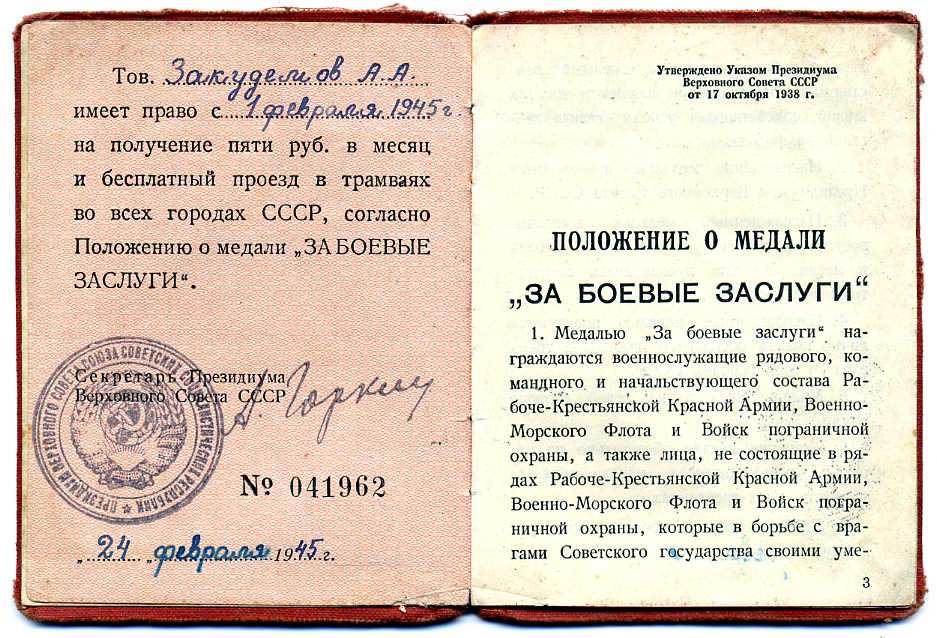 Тов. Закудемов А.А.
имеет право с 1 февраля 1945 г.
на получение пяти руб. в месяц
и бесплатный проезд в трамваях
во всех городах СССР, согласно
Положению о медали „ЗА БОЕВЫЕ
ЗАСЛУГИ“.
Секретарь Президиума
Верховного Совета СССР
А. Горкин
№ 041962
„24“ февраля 1945 г.
Утверждено Указом Президиума
Верховного Совета СССР
от 17 октября 1938 г.
ПОЛОЖЕНИЕ О МЕДАЛИ
„ЗА БОЕВЫЕ ЗАСЛУГИ“
1. Медалью „За боевые заслуги“ на-
граждаются военнослужащие рядового, ко-
мандного и начальствующего состава Ра-
боче-Крестьянской Красной Армии, Военно-
Морского Флота и Войск пограничной
охраны, а также лица, не состоящие в ря-
дах Рабоче-Крестьянской Красной Армии,
Военно-Морского Флота и Войск погра-
ничной охраны, которые в борьбе с вра-
гами Советского государства своими уме-
3